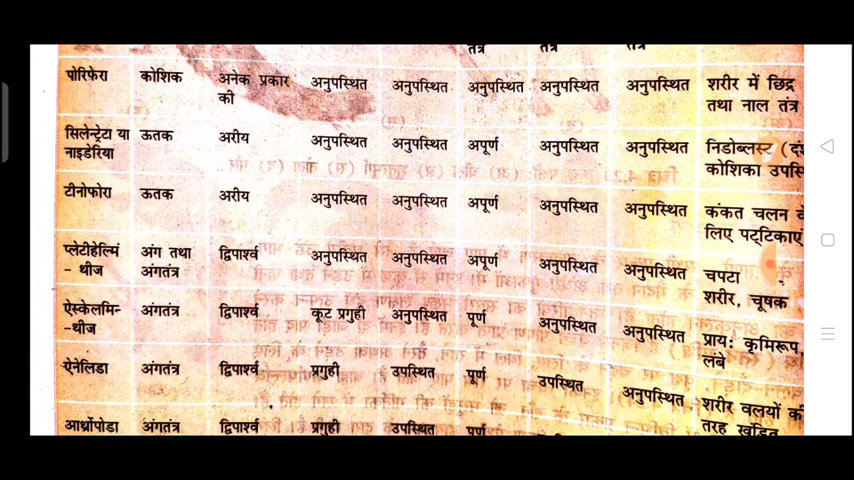 तंत्र तंत्र तंत्र
पोरिफेरा कोशिक अनेक प्रकार अनुपस्थित अनुपस्थित अनुपस्थित अनुपस्थित अनुपस्थित शरीर में छिद्र
की तथा नाल तंत्र
सिलेन्ट्रेटा या ऊतक अरीय अनुपस्थित अनुपस्थित अपूर्ण अनुपस्थित अनुपस्थित निडोब्लस्ट
नाइडेरिया कोशिका
टीनोफोरा ऊतक अरीय अनुपस्थित अनुपस्थित अपूर्ण अनुपस्थित अनुपस्थित कंकत चलन
लिए पट्टिकाएं
प्लेटीहेल्मिं अंग तथा द्विपार्श्व अनुपस्थित अनुपस्थित अपूर्ण अनुपस्थित अनुपस्थित चपटा
- थीज अंगतंत्र शरीर, चूषक
ऐस्केलमिन अंगतंत्र द्विपार्श्व कूट प्रगुही अनुपस्थित पूर्ण अनुपस्थित अनुपस्थित प्राय: कृमिरूप
-थीज लंबे
ऐनेलिडा अंगतंत्र द्विपार्श्व प्रगुही उपस्थित पूर्ण उपस्थित अनुपस्थित शरीर वलयों की
तरह खंडित
आर्थ्रोपोडा अंगतंत्र द्विपार्श्व प्रगुही उपस्थित पूर्ण